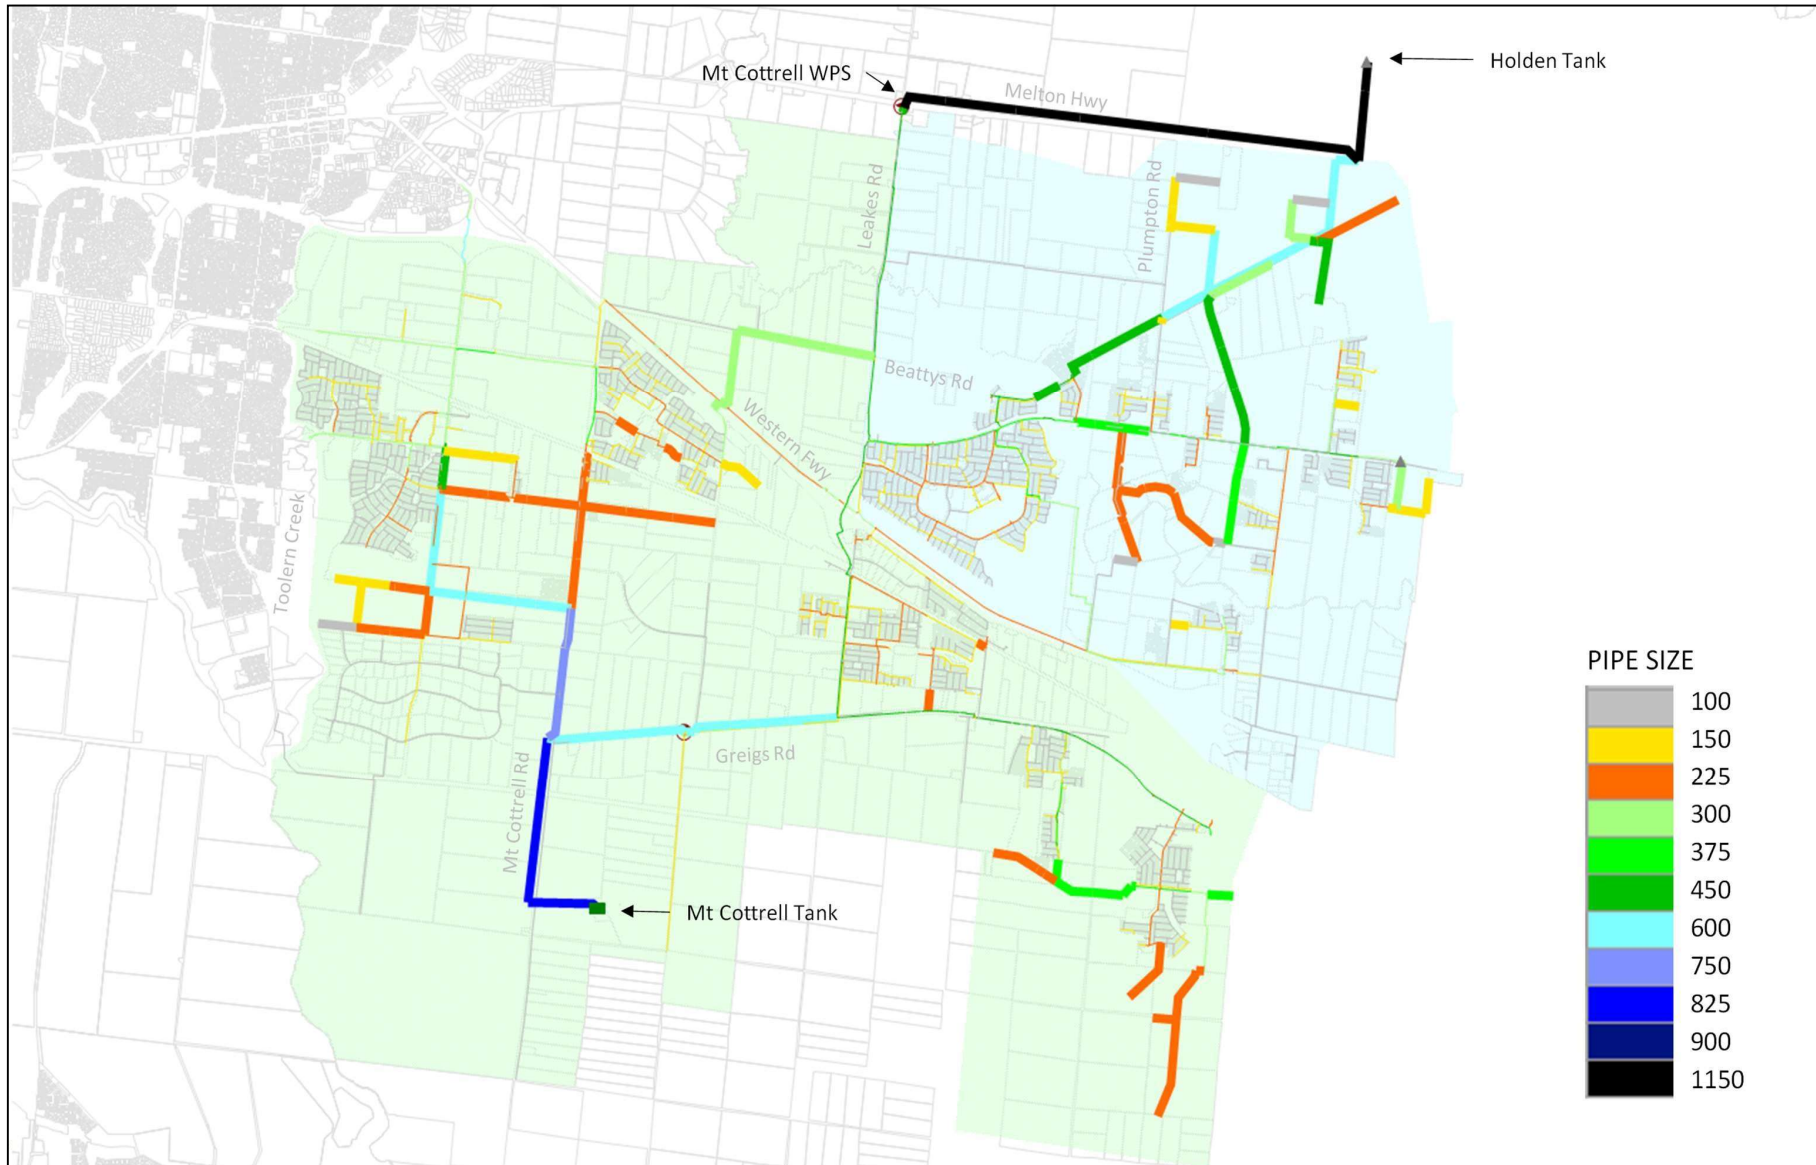 Holden Tank
Mt Cottrell WPS
Melton Hwy
Leakes Rd
Plumpton Rd
Beattys Rd
Western Fwy
Toolern Creek
Greigs Rd
Mt Cottrell Rd
Mt Cottrell Tank
PIPE SIZE
100
150
225
300
375
450
600
750
825
900
1150